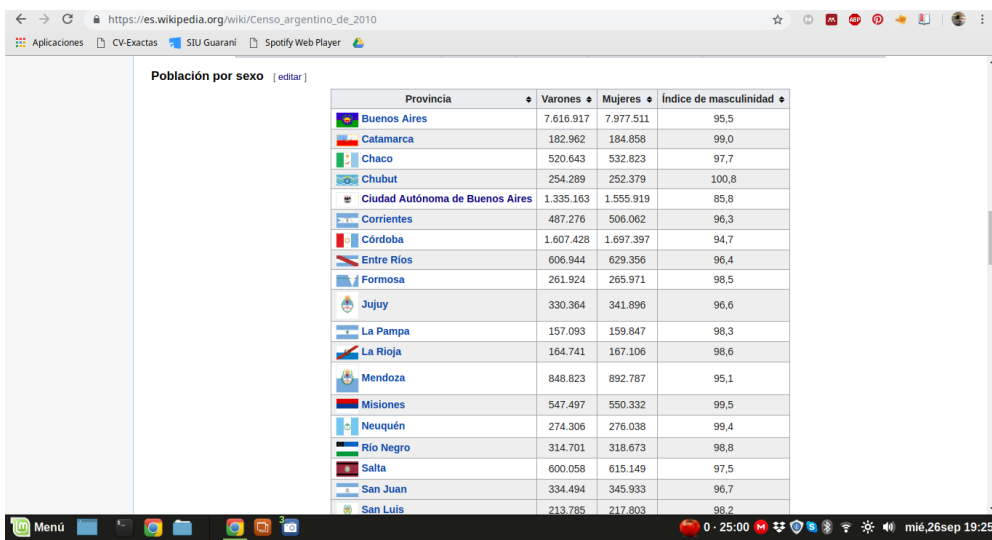 https://es.wikipedia.org/wiki/Censo_argentino_de_2010
Aplicaciones CV-Exactas SIU Guaraní Spotify Web Player
Población por sexo [ editar ]
Provincia Varones Mujeres Índice de masculinidad
Buenos Aires 7.616.917 7.977.511 95,5
Catamarca 182.962 184.858 99,0
Chaco 520.643 532.823 97,7
Chubut 254.289 252.379 100,8
Ciudad Autónoma de Buenos Aires 1.335.163 1.555.919 85,8
Corrientes 487.276 506.062 96,3
Córdoba 1.607.428 1.697.397 94,7
Entre Ríos 606.944 629.356 96,4
Formosa 261.924 265.971 98,5
Jujuy 330.364 341.896 96,6
La Pampa 157.093 159.847 98,3
La Rioja 164.741 167.106 98,6
Mendoza 848.823 892.787 95,1
Misiones 547.497 550.332 99,5
Neuquén 274.306 276.038 99,4
Río Negro 314.701 318.673 98,8
Salta 600.058 615.149 97,5
San Juan 334.494 345.933 96,7
San Luis 213.785 217.803 98,2
Menú 3 0 · 25:00 mié,26sep 19:25